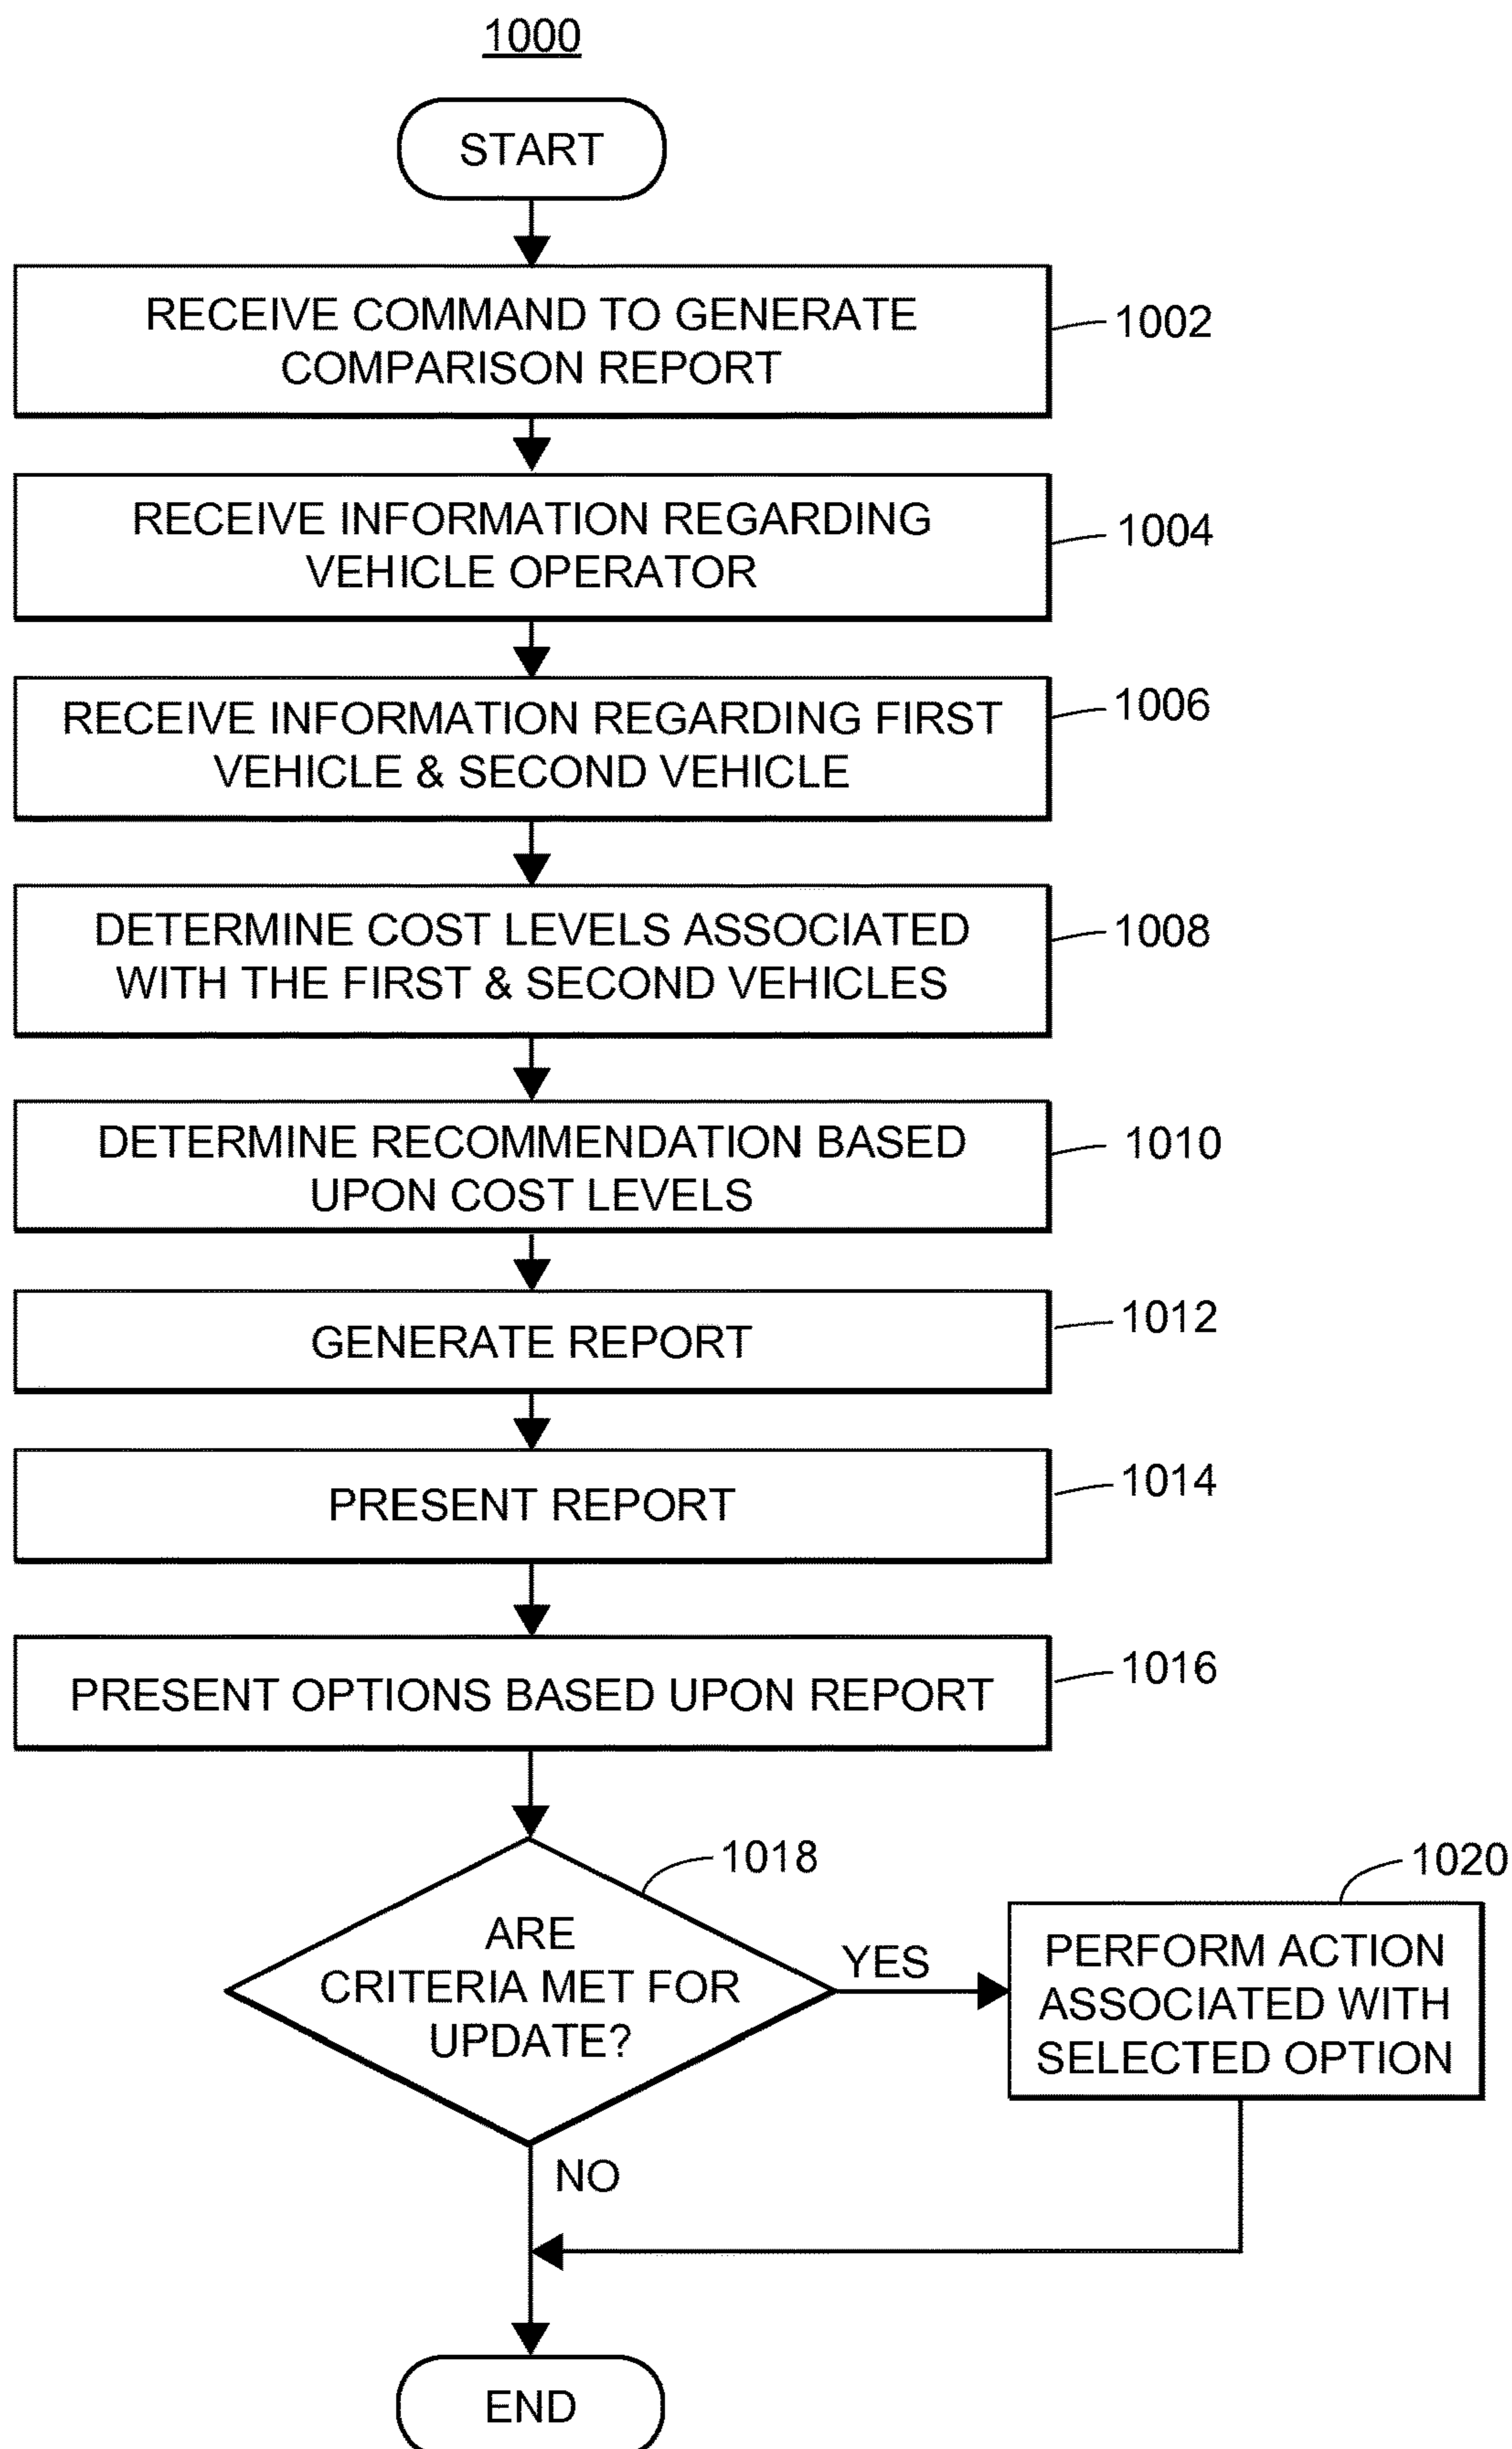 1000
START
RECEIVE COMMAND TO GENERATE
COMPARISON REPORT
1002
RECEIVE INFORMATION REGARDING
VEHICLE OPERATOR
1004
RECEIVE INFORMATION REGARDING FIRST
VEHICLE & SECOND VEHICLE
1006
DETERMINE COST LEVELS ASSOCIATED
WITH THE FIRST & SECOND VEHICLES
1008
DETERMINE RECOMMENDATION BASED
UPON COST LEVELS
1010
GENERATE REPORT
1012
PRESENT REPORT
1014
PRESENT OPTIONS BASED UPON REPORT
1016
ARE
CRITERIA MET FOR
UPDATE?
1018
YES
PERFORM ACTION
ASSOCIATED WITH
SELECTED OPTION
1020
NO
END